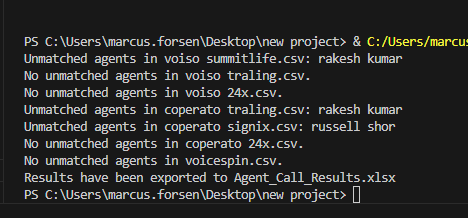 PS C:\Users\marcus.forsen\Desktop\new project> & C:/Users/marcus
Unmatched agents in voiso summitlife.csv: rakesh kumar
No unmatched agents in voiso traling.csv.
No unmatched agents in voiso 24x.csv.
Unmatched agents in coperato traling.csv: rakesh kumar
Unmatched agents in coperato signix.csv: russell shor
No unmatched agents in coperato 24x.csv.
No unmatched agents in voicespin.csv.
Results have been exported to Agent_Call_Results.xlsx
PS C:\Users\marcus.forsen\Desktop\new project>